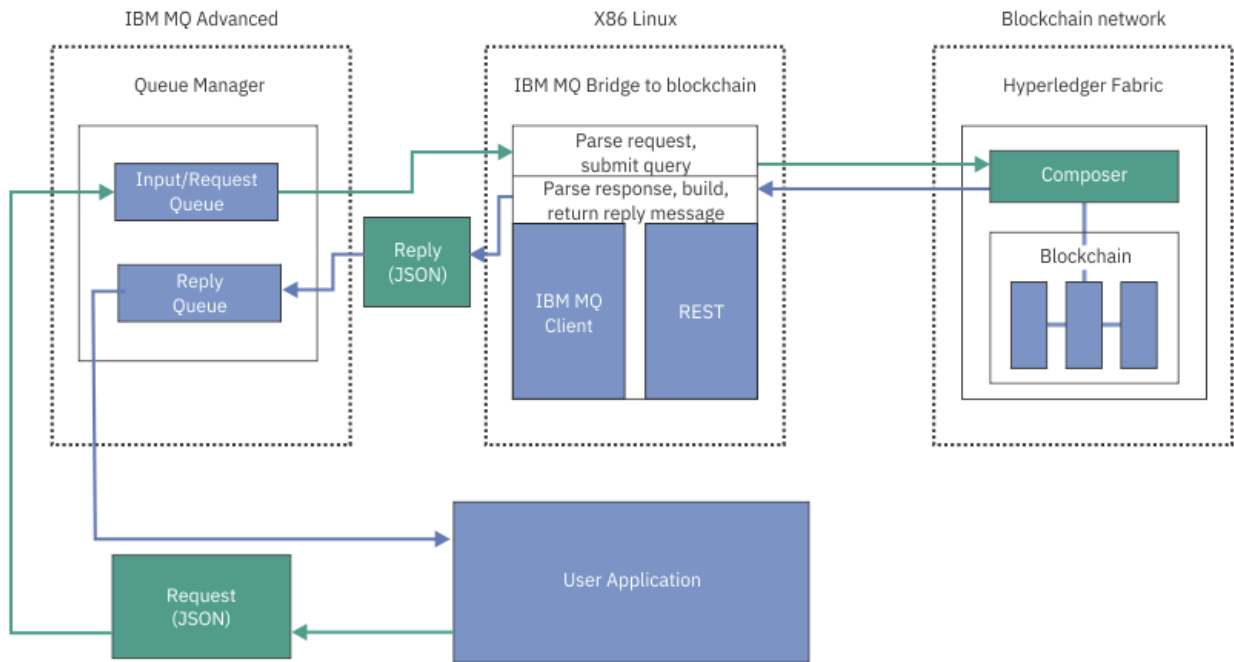 IBM MQ Advanced
X86 Linux
Blockchain network
Queue Manager
IBM MQ Bridge to blockchain
Hyperledger Fabric
Input/Request
Queue
Reply
Queue
Reply
(JSON)
Parse request,
submit query
Parse response, build,
return reply message
IBM MQ
Client
REST
Composer
Blockchain
Request
(JSON)
User Application